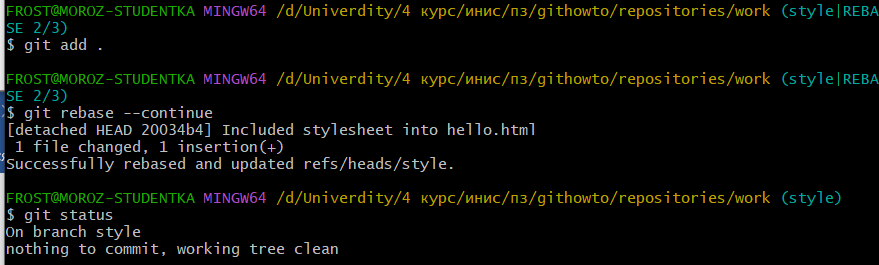 FROST@MOROZ-STUDENTKA MINGW64 /d/Univerdity/4 курс/инис/пз/githowto/repositories/work (style|REBA
SE 2/3)
$ git add .
FROST@MOROZ-STUDENTKA MINGW64 /d/Univerdity/4 курс/инис/пз/githowto/repositories/work (style|REBA
SE 2/3)
$ git rebase --continue
[detached HEAD 20034b4] Included stylesheet into hello.html
 1 file changed, 1 insertion(+)
Successfully rebased and updated refs/heads/style.
FROST@MOROZ-STUDENTKA MINGW64 /d/Univerdity/4 курс/инис/пз/githowto/repositories/work (style)
$ git status
On branch style
nothing to commit, working tree clean